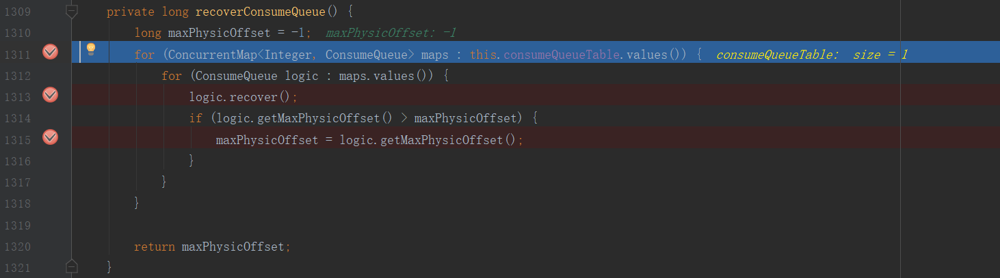 1309 private long recoverConsumeQueue() {
1310 long maxPhysicOffset = -1; maxPhysicOffset: -1
1311 for (ConcurrentMap<Integer, ConsumeQueue> maps : this.consumeQueueTable.values()) { consumeQueueTable: size = 1
1312 for (ConsumeQueue logic : maps.values()) {
1313 logic.recover();
1314 if (logic.getMaxPhysicOffset() > maxPhysicOffset) {
1315 maxPhysicOffset = logic.getMaxPhysicOffset();
1316 }
1317 }
1318 }
1319
1320 return maxPhysicOffset;
1321 }